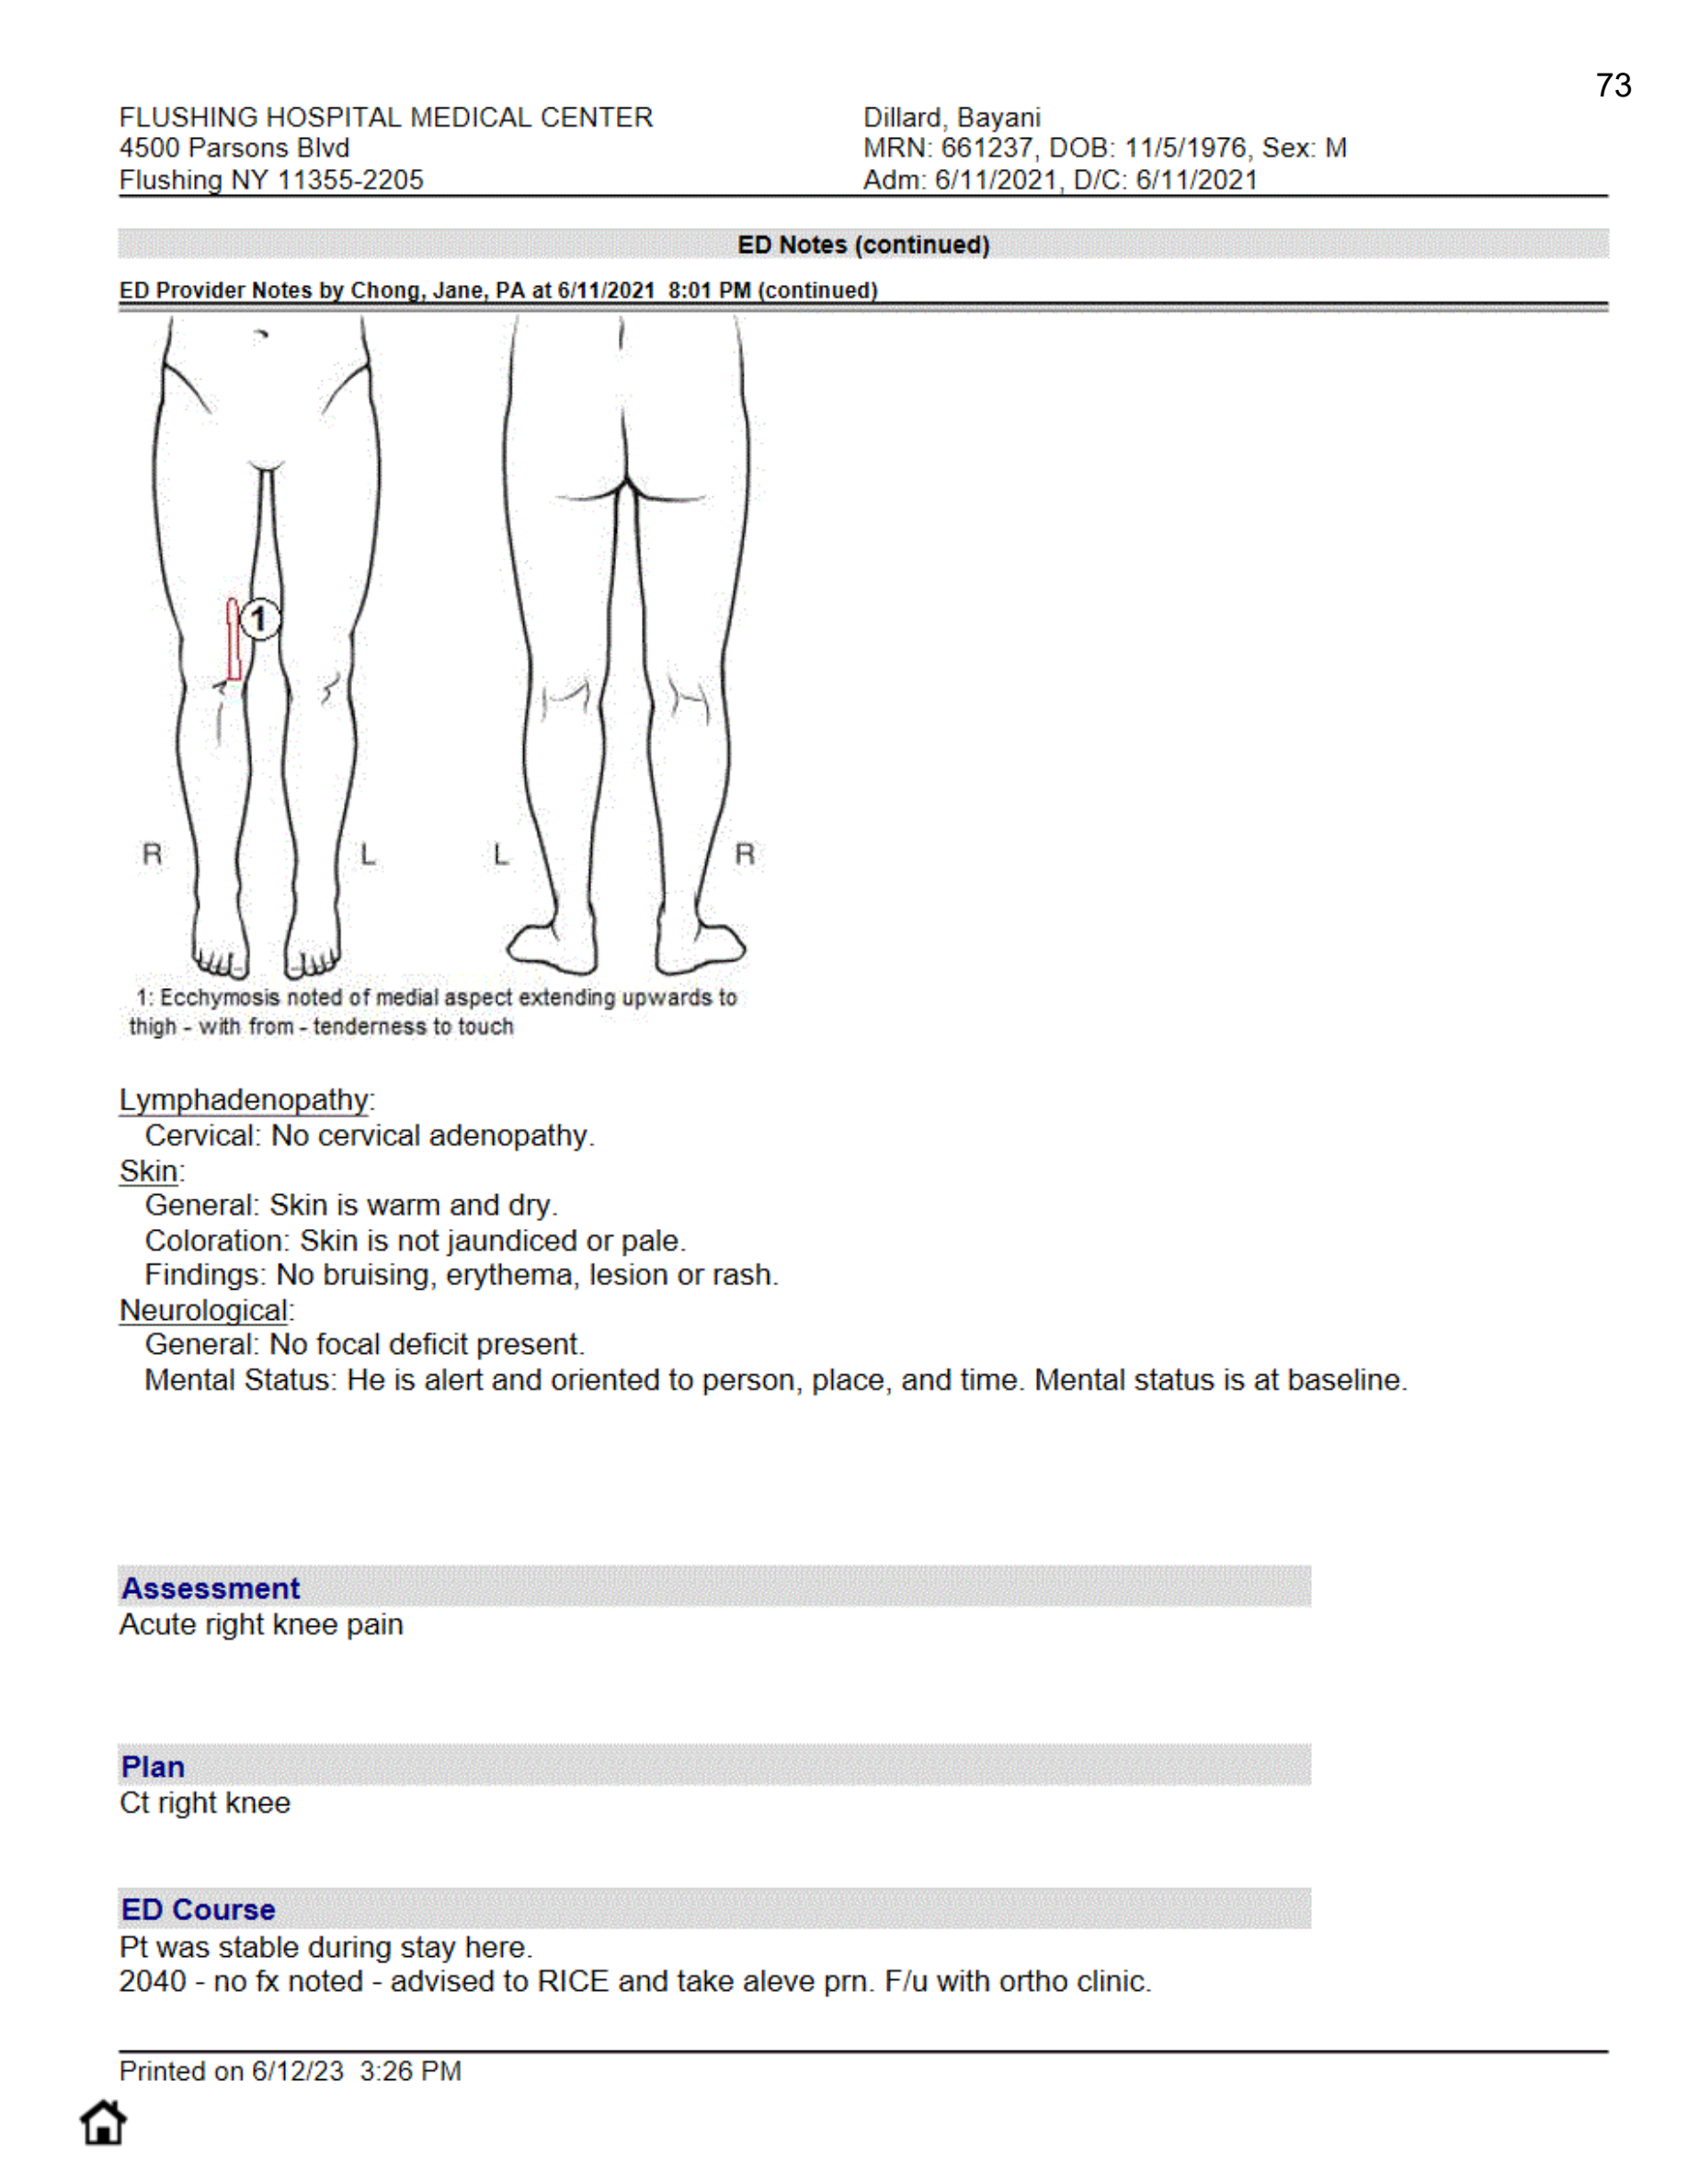 73
FLUSHING HOSPITAL MEDICAL CENTER
4500 Parsons Blvd
Flushing NY 11355-2205
Dillard, Bayani
MRN: 661237, DOB: 11/5/1976, Sex: M
Adm: 6/11/2021, D/C: 6/11/2021
ED Notes (continued)
ED Provider Notes by Chong, Jane, PA at 6/11/2021 8:01 PM (continued)
1
R L L R
1: Ecchymosis noted of medial aspect extending upwards to
thigh - with from - tenderness to touch
Lymphadenopathy:
Cervical: No cervical adenopathy.
Skin:
General: Skin is warm and dry.
Coloration: Skin is not jaundiced or pale.
Findings: No bruising, erythema, lesion or rash.
Neurological:
General: No focal deficit present.
Mental Status: He is alert and oriented to person, place, and time. Mental status is at baseline.
Assessment
Acute right knee pain
Plan
Ct right knee
ED Course
Pt was stable during stay here.
2040 - no fx noted - advised to RICE and take aleve prn. F/u with ortho clinic.
Printed on 6/12/23 3:26 PM